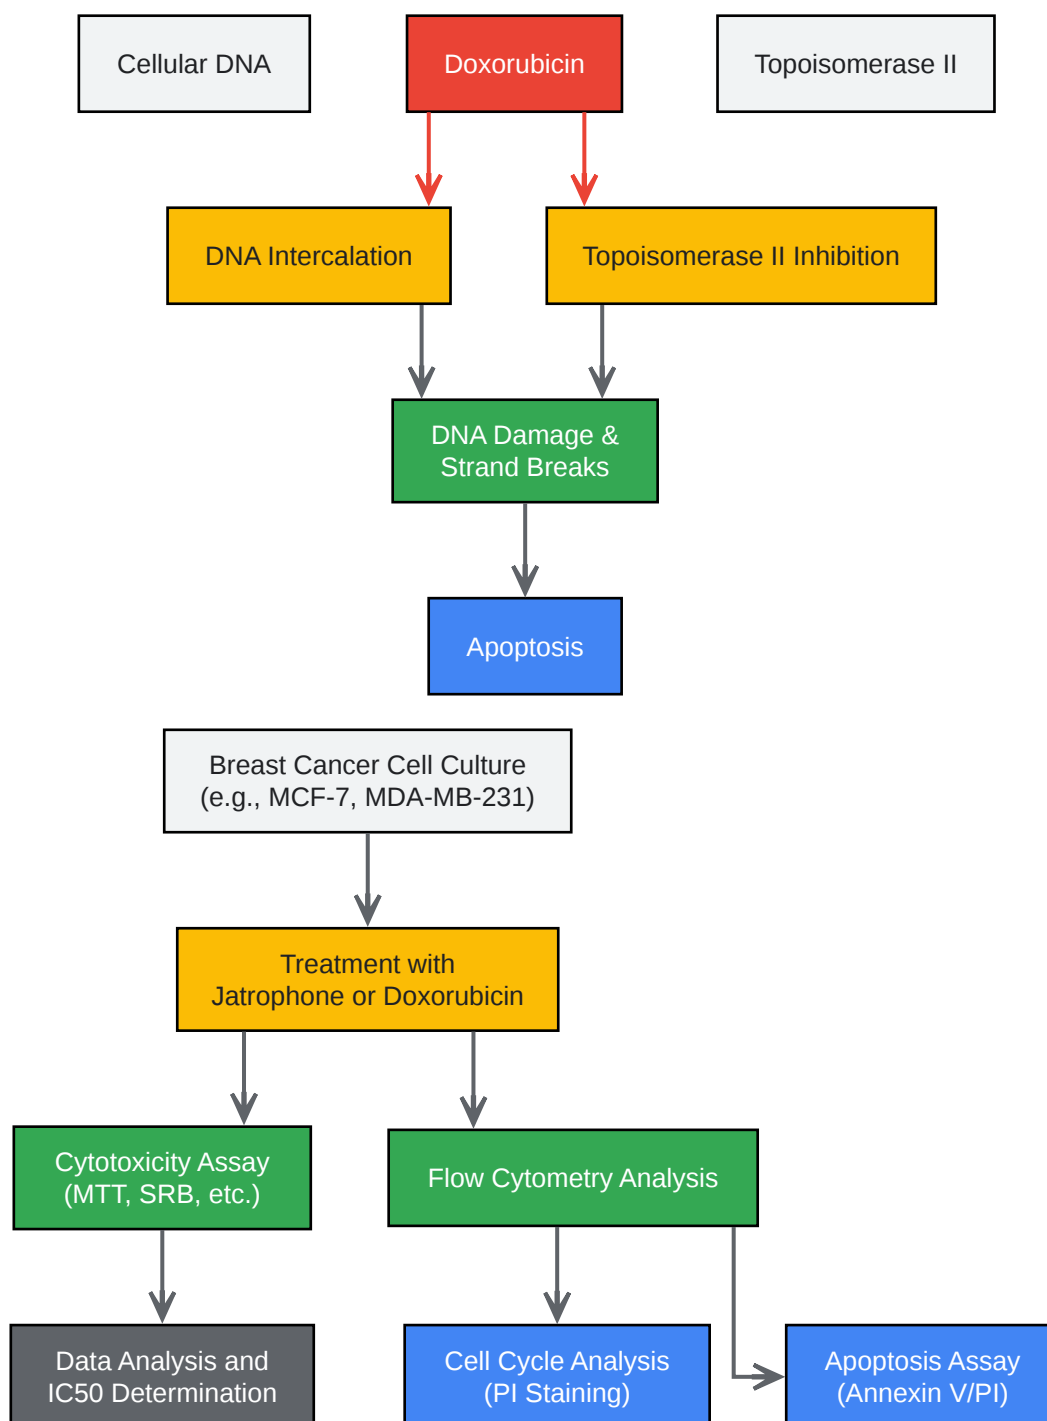 Cellular DNA
Doxorubicin
Topoisomerase II
DNA Intercalation
Topoisomerase II Inhibition
DNA Damage &
Strand Breaks
Apoptosis
Breast Cancer Cell Culture
(e.g., MCF-7, MDA-MB-231)
Treatment with
Jatrophone or Doxorubicin
Cytotoxicity Assay
(MTT, SRB, etc.)
Flow Cytometry Analysis
Data Analysis and
IC50 Determination
Cell Cycle Analysis
(PI Staining)
Apoptosis Assay
(Annexin V/PI)